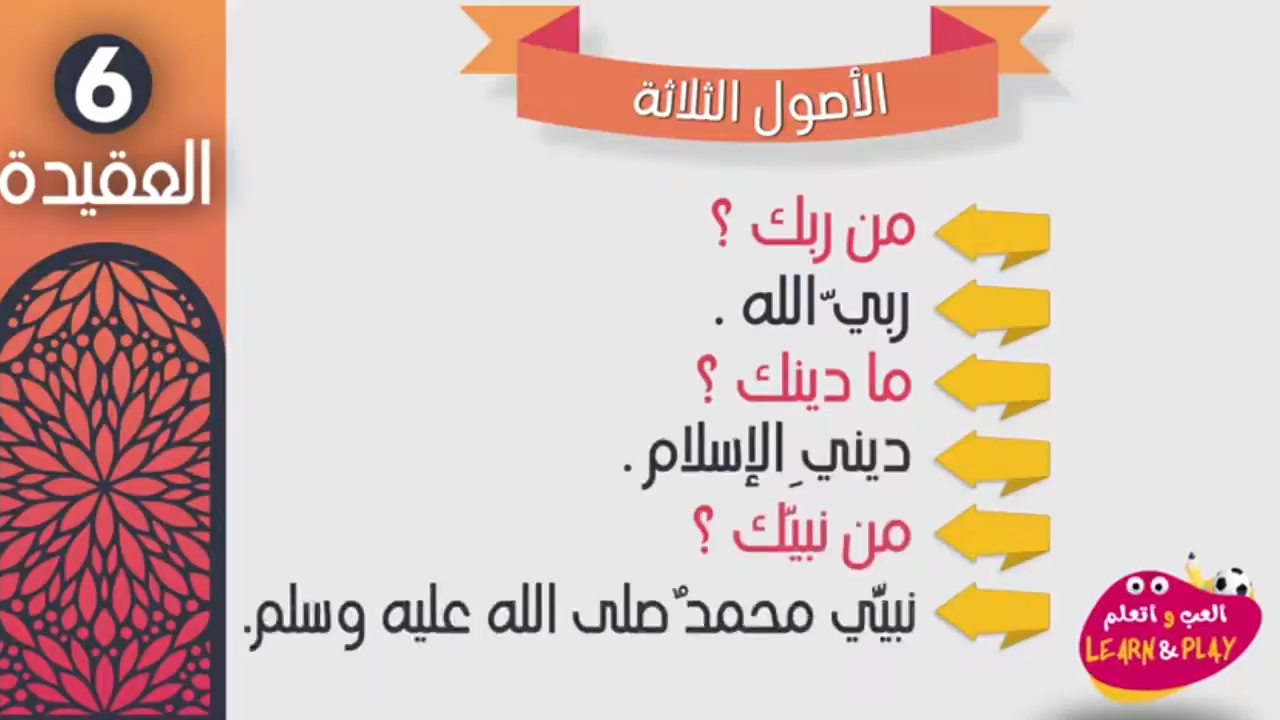 6
العقيدة
الأصول الثلاثة
من ربك ؟
ربيّ الله .
ما دينك ؟
ديني ِالإسلام .
من نبيّك ؟
نبيّي محمدٌ صلى الله عليه وسلم.
العب و اتعلم
LEARN & PLAY